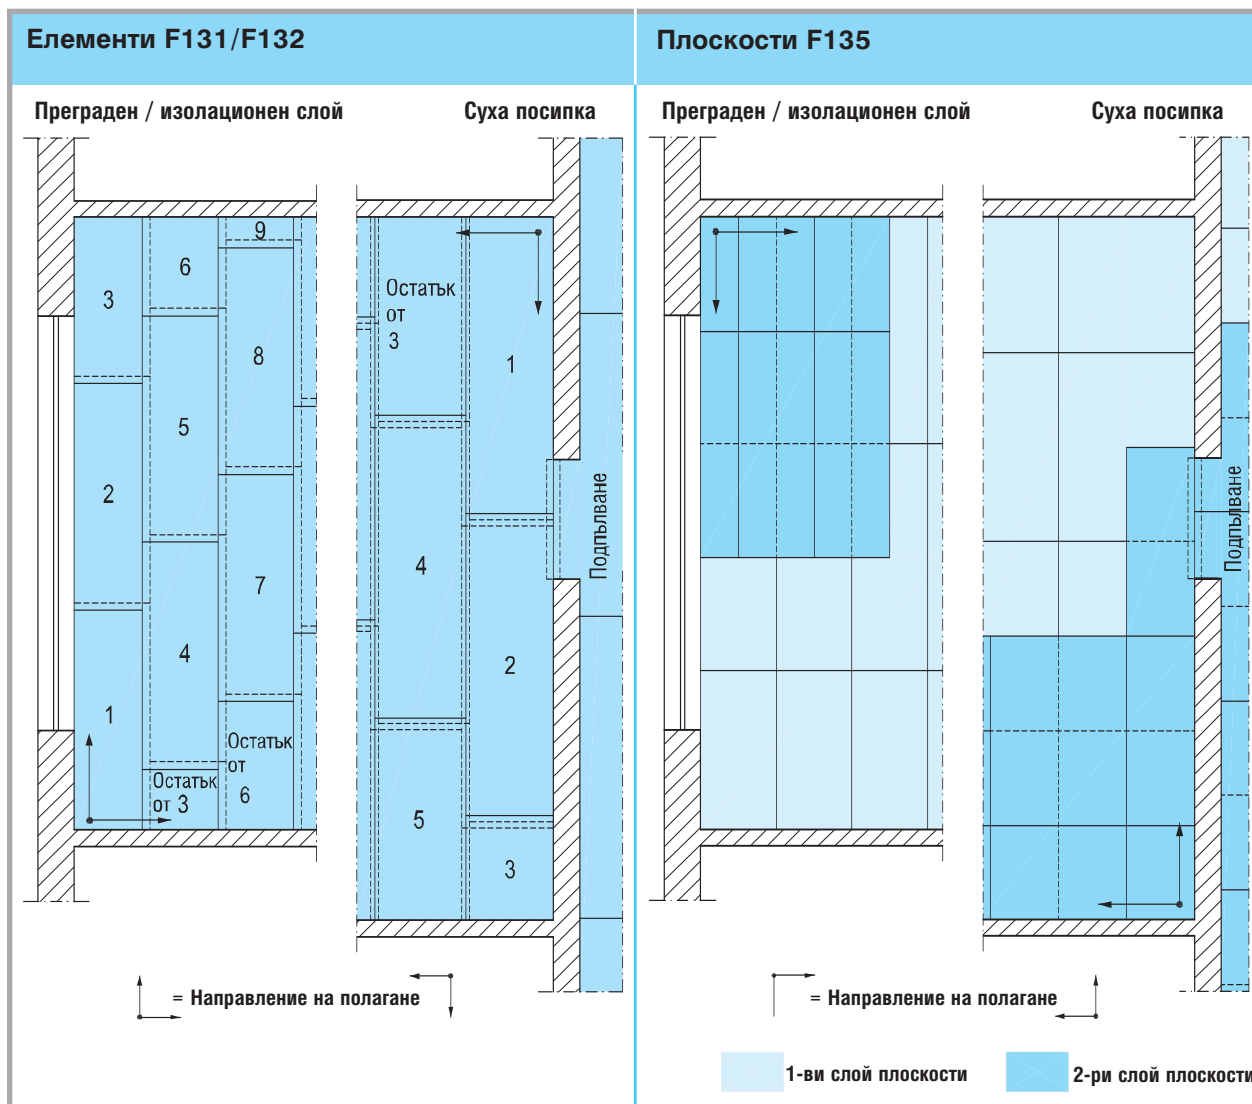 Елементи F131/F132
Преграден / изолационен слой
Суха посипка
9
6
3
8
5
2
7
4
1
Остатък
от
6
Остатък
от 3
Остатък
от
3
1
4
2
5
3
Подпълване
= Направление на полагане
Плоскости F135
Преграден / изолационен слой
Суха посипка
Подпълване
= Направление на полагане
1-ви слой плоскости
2-ри слой плоскости